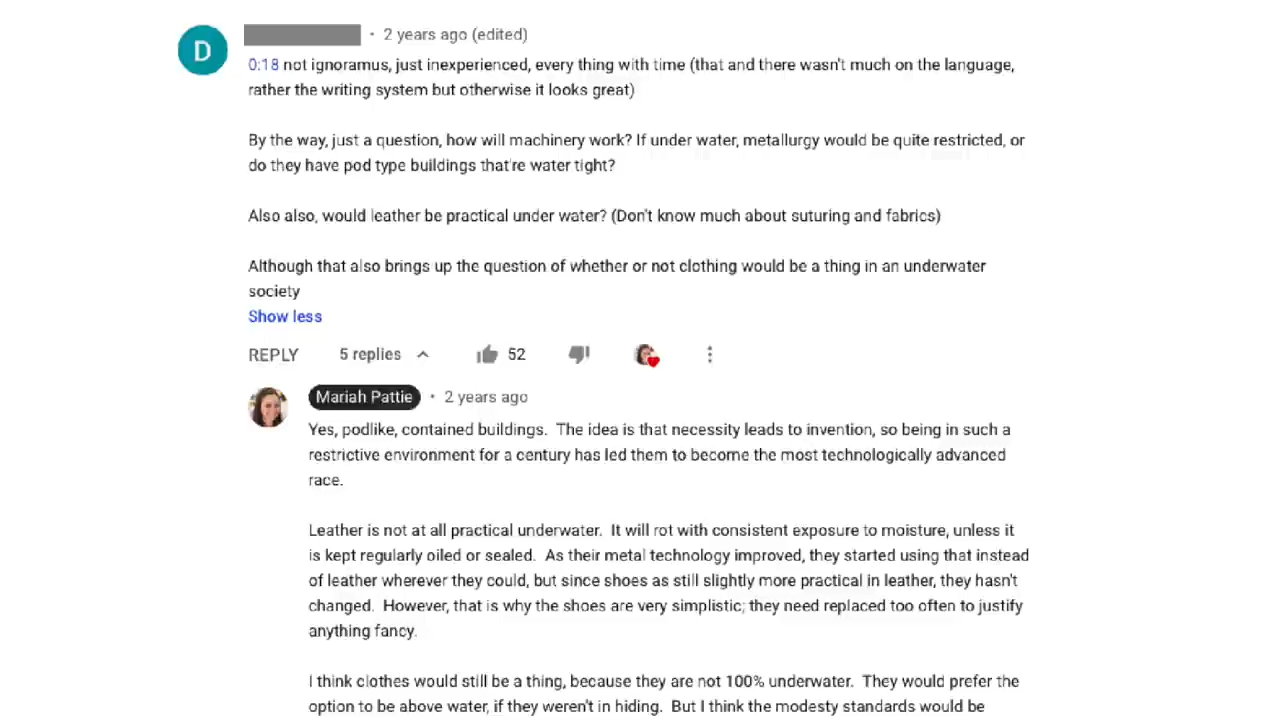 D
• 2 years ago (edited)
0:18 not ignoramus, just inexperienced, every thing with time (that and there wasn't much on the language,
rather the writing system but otherwise it looks great)
By the way, just a question, how will machinery work? If under water, metallurgy would be quite restricted, or
do they have pod type buildings that're water tight?
Also also, would leather be practical under water? (Don't know much about suturing and fabrics)
Although that also brings up the question of whether or not clothing would be a thing in an underwater
society
Show less
REPLY 5 replies 52
Mariah Pattie • 2 years ago
Yes, podlike, contained buildings. The idea is that necessity leads to invention, so being in such a
restrictive environment for a century has led them to become the most technologically advanced
race.
Leather is not at all practical underwater. It will rot with consistent exposure to moisture, unless it
is kept regularly oiled or sealed. As their metal technology improved, they started using that instead
of leather wherever they could, but since shoes as still slightly more practical in leather, they hasn't
changed. However, that is why the shoes are very simplistic; they need replaced too often to justify
anything fancy.
I think clothes would still be a thing, because they are not 100% underwater. They would prefer the
option to be above water, if they weren't in hiding. But I think the modesty standards would be